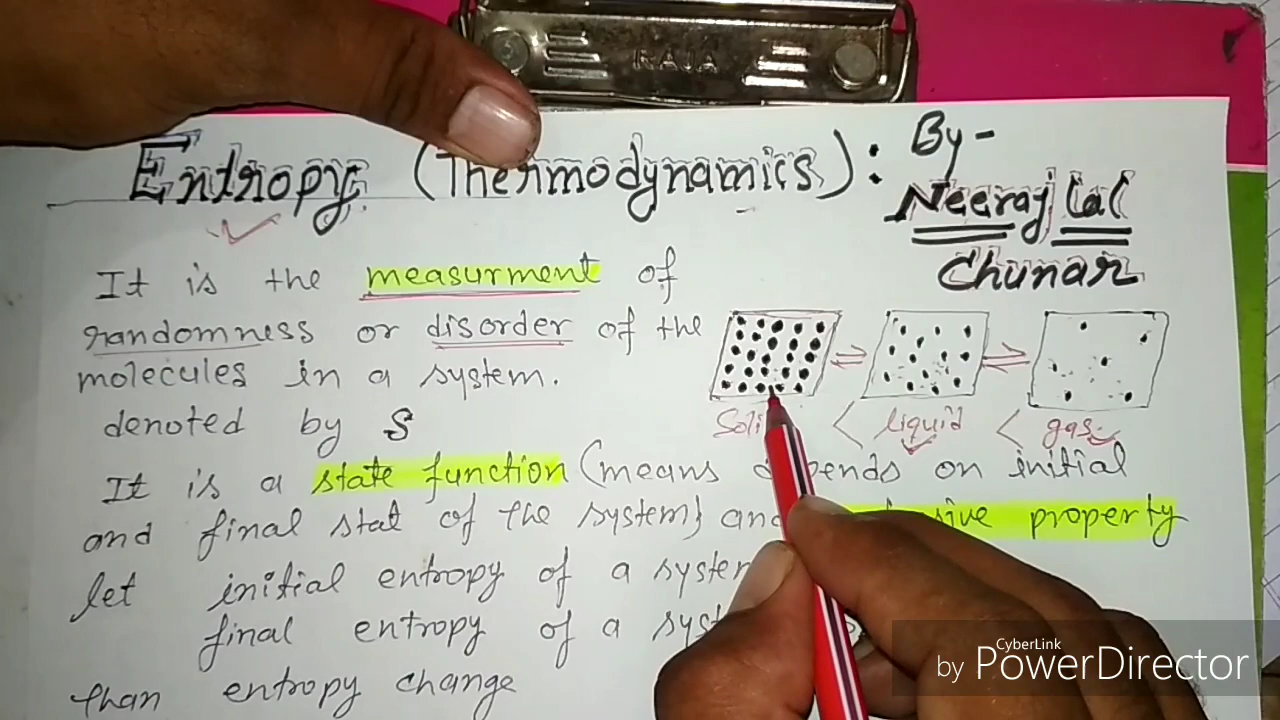 RAJA
Entropy (Thermodynamics) :
By -
Neeraj Lal
Chunar
It is the measurment of
randomness or disorder of the
molecules in a system.
denoted by S
Solid < liquid < gas
It is a state function (means depends on initial
and final stat of the system) and property
let initial entropy of a system
final entropy of a
than entropy change
CyberLink
by PowerDirector